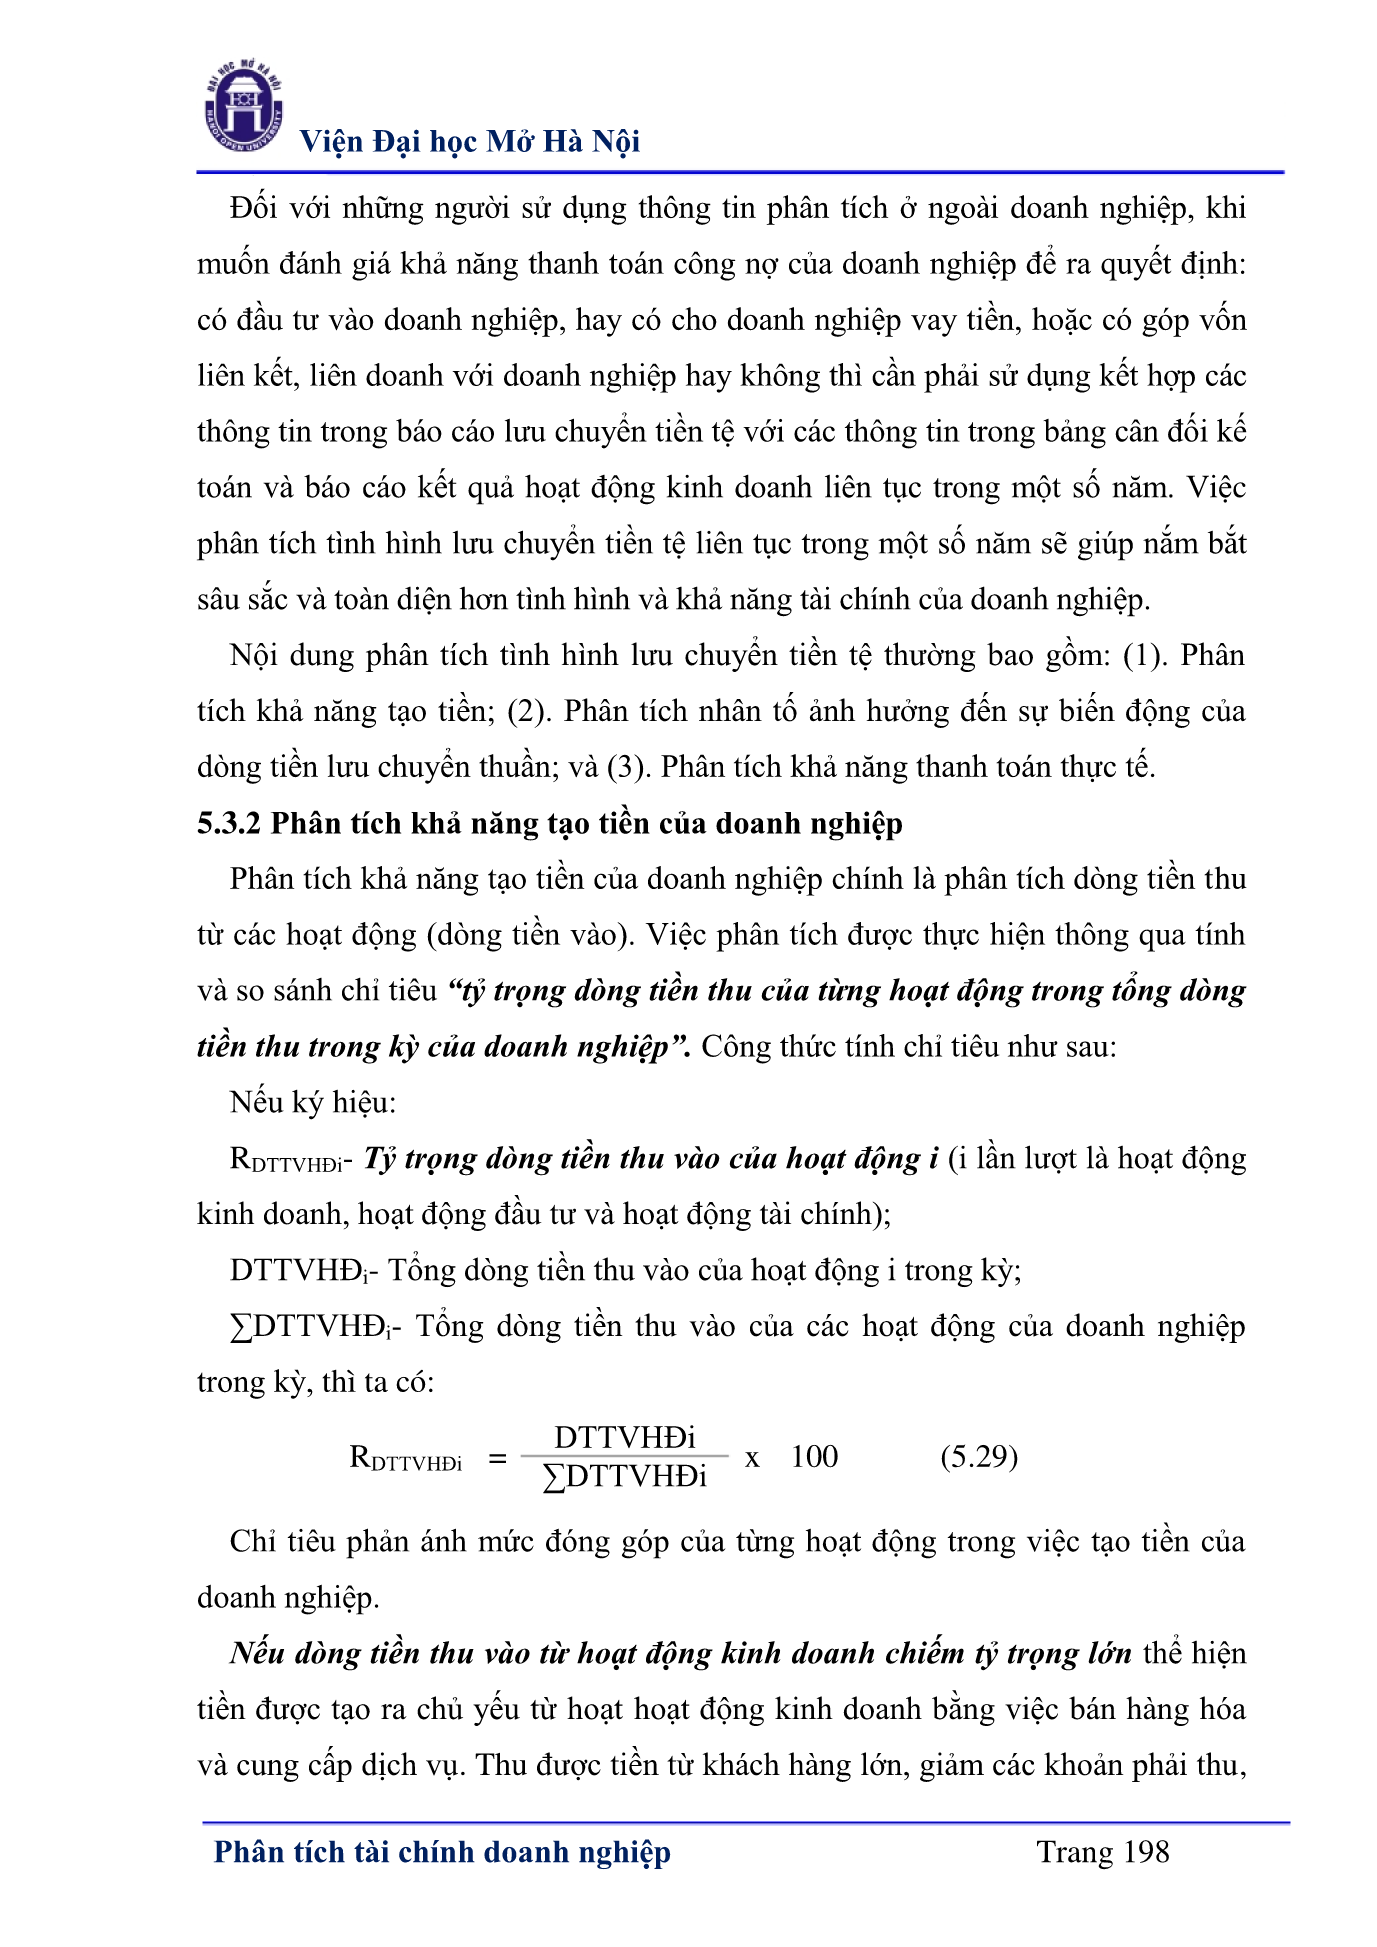 ĐẠI HỌC MỞ HÀ NỘI
HANOI OPEN UNIVERSITY
Viện Đại học Mở Hà Nội
Đối với những người sử dụng thông tin phân tích ở ngoài doanh nghiệp, khi
muốn đánh giá khả năng thanh toán công nợ của doanh nghiệp để ra quyết định:
có đầu tư vào doanh nghiệp, hay có cho doanh nghiệp vay tiền, hoặc có góp vốn
liên kết, liên doanh với doanh nghiệp hay không thì cần phải sử dụng kết hợp các
thông tin trong báo cáo lưu chuyển tiền tệ với các thông tin trong bảng cân đối kế
toán và báo cáo kết quả hoạt động kinh doanh liên tục trong một số năm. Việc
phân tích tình hình lưu chuyển tiền tệ liên tục trong một số năm sẽ giúp nắm bắt
sâu sắc và toàn diện hơn tình hình và khả năng tài chính của doanh nghiệp.
Nội dung phân tích tình hình lưu chuyển tiền tệ thường bao gồm: (1). Phân
tích khả năng tạo tiền; (2). Phân tích nhân tố ảnh hưởng đến sự biến động của
dòng tiền lưu chuyển thuần; và (3). Phân tích khả năng thanh toán thực tế.
5.3.2 Phân tích khả năng tạo tiền của doanh nghiệp
Phân tích khả năng tạo tiền của doanh nghiệp chính là phân tích dòng tiền thu
từ các hoạt động (dòng tiền vào). Việc phân tích được thực hiện thông qua tính
và so sánh chỉ tiêu “tỷ trọng dòng tiền thu của từng hoạt động trong tổng dòng
tiền thu trong kỳ của doanh nghiệp”. Công thức tính chỉ tiêu như sau:
Nếu ký hiệu:
RDTTVHĐi- Tỷ trọng dòng tiền thu vào của hoạt động i (i lần lượt là hoạt động
kinh doanh, hoạt động đầu tư và hoạt động tài chính);
DTTVHĐi- Tổng dòng tiền thu vào của hoạt động i trong kỳ;
∑DTTVHĐi- Tổng dòng tiền thu vào của các hoạt động của doanh nghiệp
trong kỳ, thì ta có:
DTTVHĐi
RDTTVHĐi = x 100 (5.29)
∑DTTVHĐi
Chỉ tiêu phản ánh mức đóng góp của từng hoạt động trong việc tạo tiền của
doanh nghiệp.
Nếu dòng tiền thu vào từ hoạt động kinh doanh chiếm tỷ trọng lớn thể hiện
tiền được tạo ra chủ yếu từ hoạt hoạt động kinh doanh bằng việc bán hàng hóa
và cung cấp dịch vụ. Thu được tiền từ khách hàng lớn, giảm các khoản phải thu,
Phân tích tài chính doanh nghiệp Trang 198